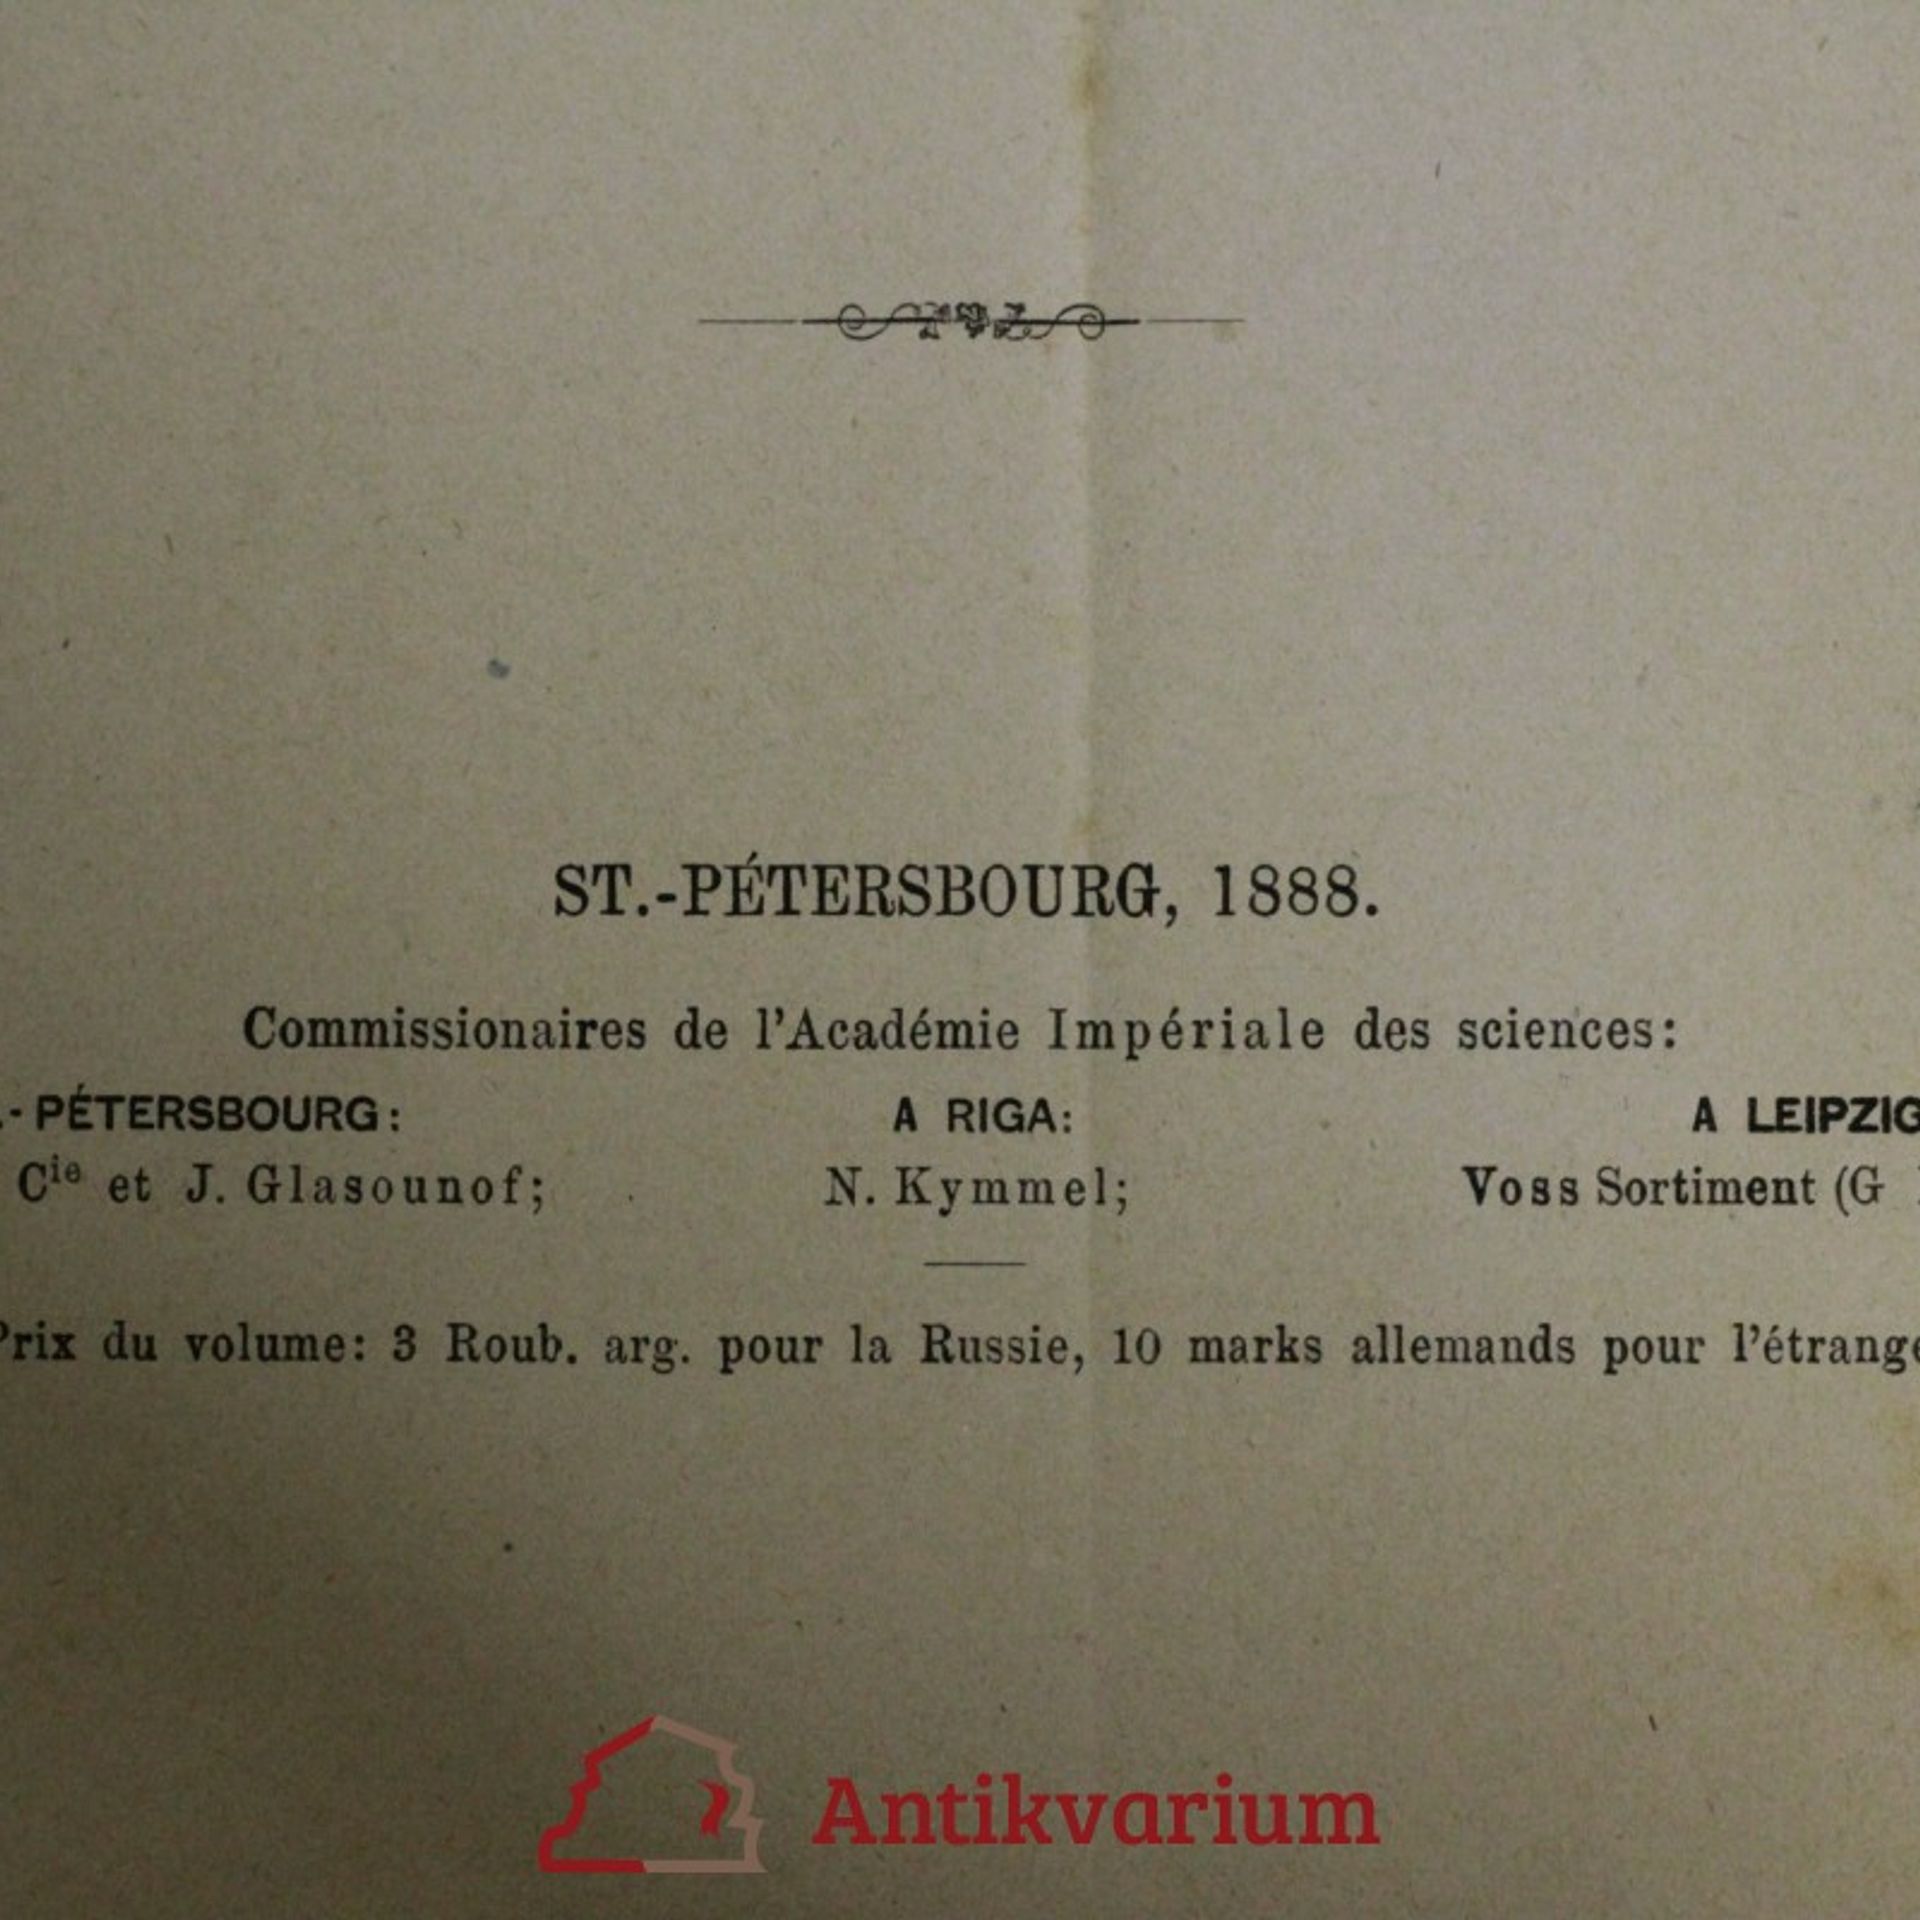 ST.-PÉTERSBOURG, 1888.
Commissionaires de l'Académie Impériale des sciences:
.-PÉTERSBOURG: A RIGA: A LEIPZIG
Cie et J. Glasounof; N. Kymmel; Voss Sortiment (G
Prix du volume: 3 Roub. arg. pour la Russie, 10 marks allemands pour l'étrange
Antikvarium